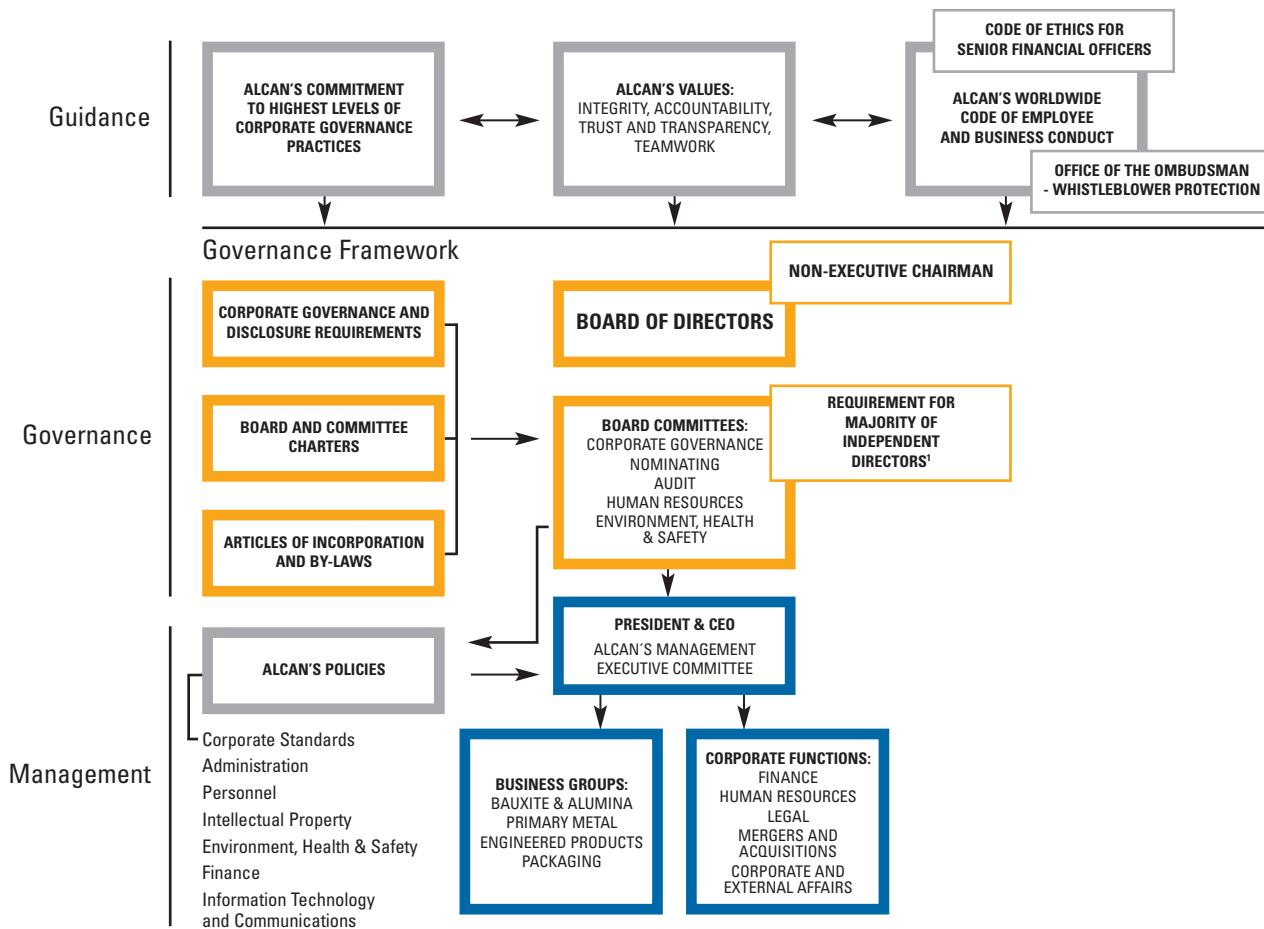 Guidance
ALCAN'S COMMITMENT
TO HIGHEST LEVELS OF
CORPORATE GOVERNANCE
PRACTICES
ALCAN'S VALUES:
INTEGRITY, ACCOUNTABILITY,
TRUST AND TRANSPARENCY,
TEAMWORK
CODE OF ETHICS FOR
SENIOR FINANCIAL OFFICERS
ALCAN'S WORLDWIDE
CODE OF EMPLOYEE
AND BUSINESS CONDUCT
OFFICE OF THE OMBUDSMAN
- WHISTLEBLOWER PROTECTION
Governance Framework
Governance
CORPORATE GOVERNANCE AND
DISCLOSURE REQUIREMENTS
BOARD AND COMMITTEE
CHARTERS
ARTICLES OF INCORPORATION
AND BY-LAWS
NON-EXECUTIVE CHAIRMAN
BOARD OF DIRECTORS
REQUIREMENT FOR
MAJORITY OF
INDEPENDENT
DIRECTORS¹
BOARD COMMITTEES:
CORPORATE GOVERNANCE
NOMINATING
AUDIT
HUMAN RESOURCES
ENVIRONMENT, HEALTH
& SAFETY
Management
ALCAN'S POLICIES
Corporate Standards
Administration
Personnel
Intellectual Property
Environment, Health & Safety
Finance
Information Technology
and Communications
PRESIDENT & CEO
ALCAN´S MANAGEMENT
EXECUTIVE COMMITTEE
BUSINESS GROUPS:
BAUXITE & ALUMINA
PRIMARY METAL
ENGINEERED PRODUCTS
PACKAGING
CORPORATE FUNCTIONS:
FINANCE
HUMAN RESOURCES
LEGAL
MERGERS AND
ACQUISITIONS
CORPORATE AND
EXTERNAL AFFAIRS